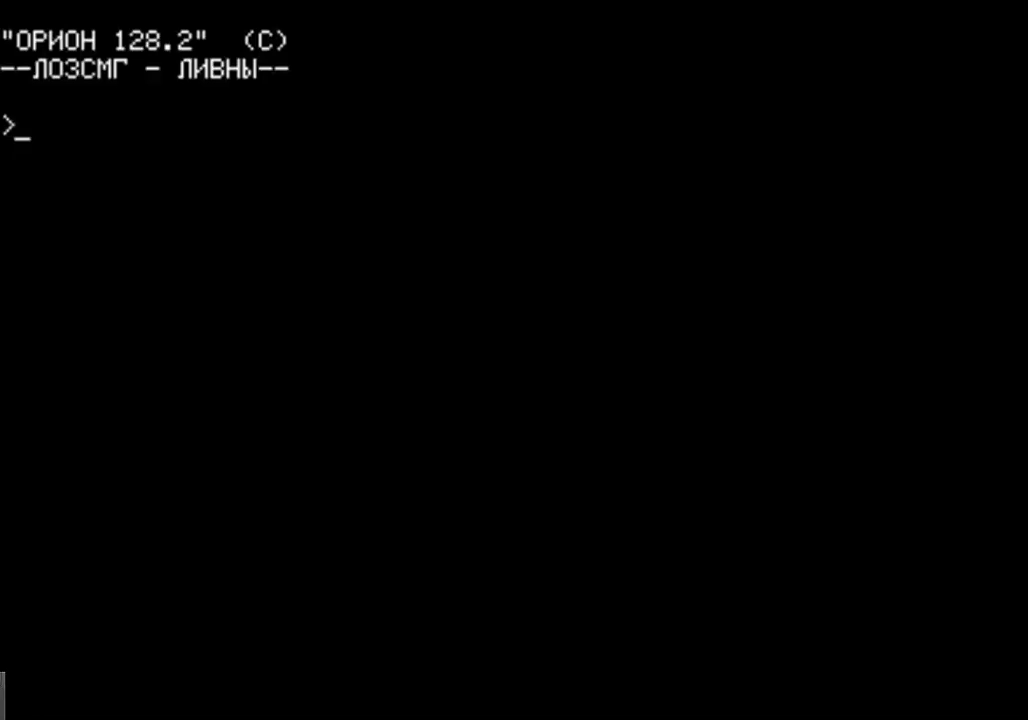 "ОРИОН 128.2" (C)
--ЛОЗСМГ - ЛИВНЫ--
>_